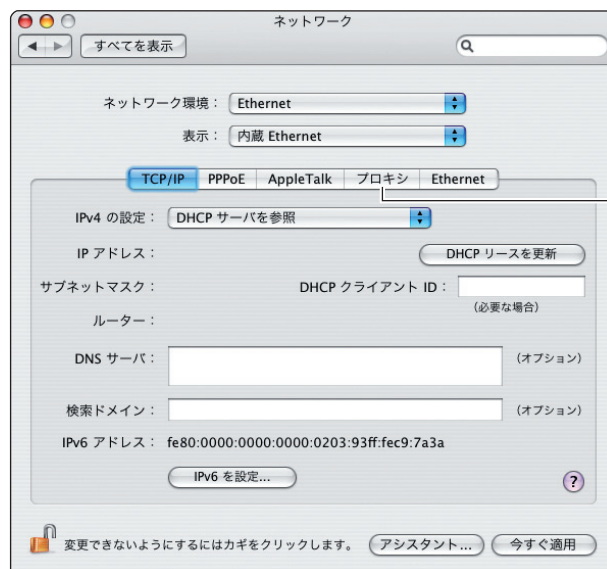 ネットワーク
すべてを表示
ネットワーク環境： Ethernet
表示： 内蔵 Ethernet
TCP/IP PPPoE AppleTalk プロキシ Ethernet
IPv4 の設定： DHCP サーバを参照
IP アドレス： DHCP リースを更新
サブネットマスク： DHCP クライアント ID：
(必要な場合)
ルーター：
DNS サーバ： (オプション)
検索ドメイン： (オプション)
IPv6 アドレス： fe80:0000:0000:0000:0203:93ff:fec9:7a3a
IPv6 を設定...
?
変更できないようにするにはカギをクリックします。 アシスタント... 今すぐ適用